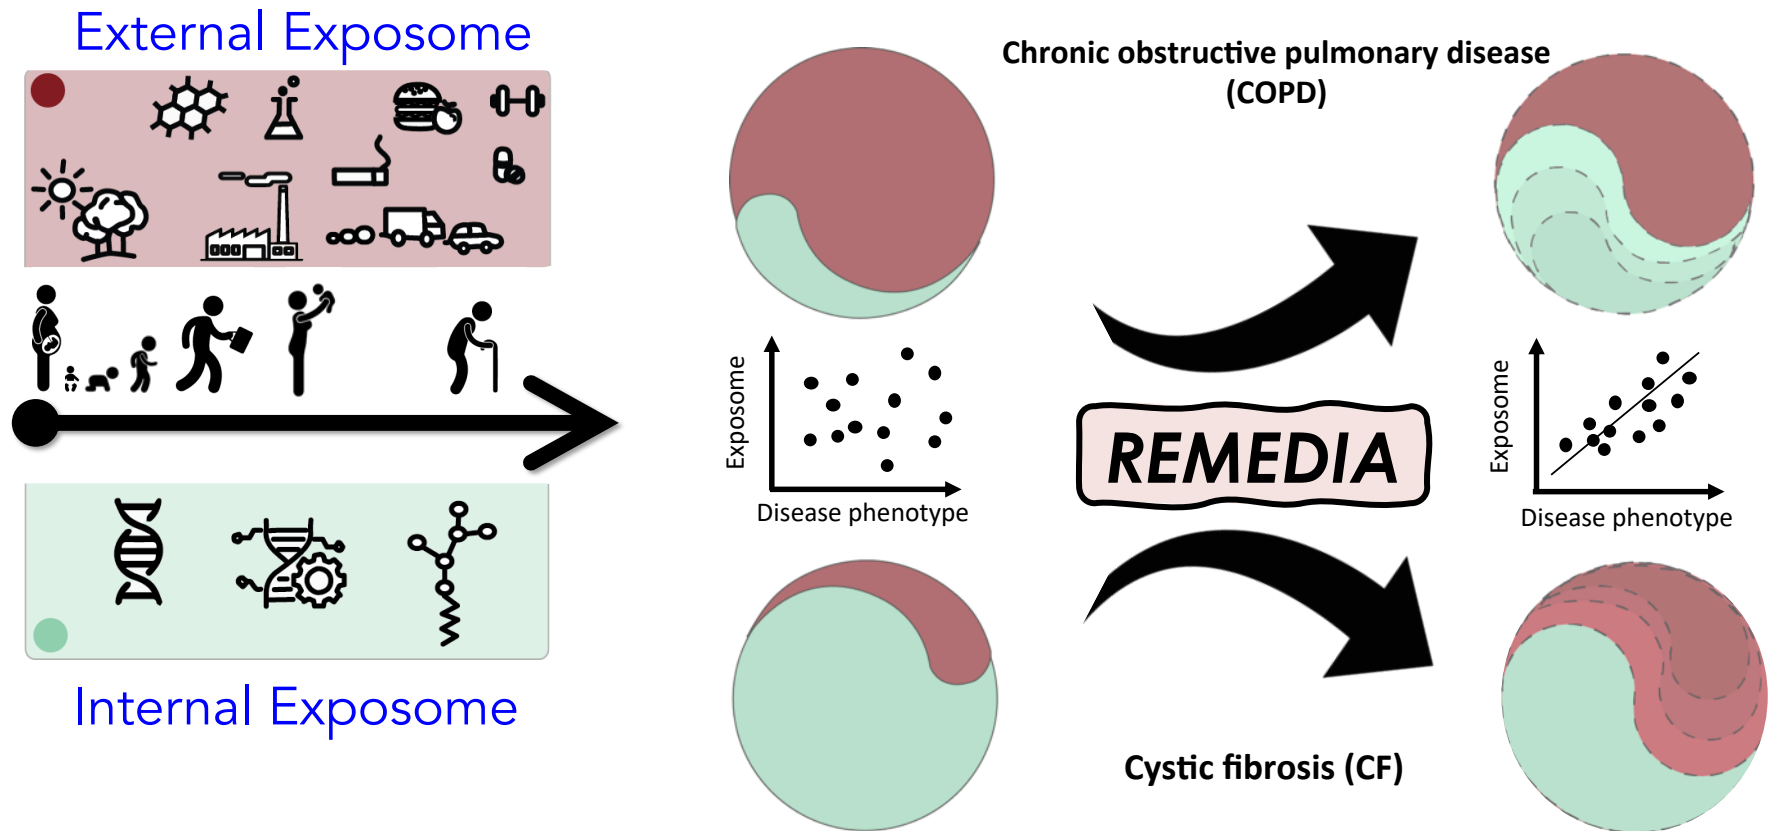 External Exposome
Internal Exposome
Chronic obstructive pulmonary disease
(COPD)
Exposome
Disease phenotype
REMEDIA
Exposome
Disease phenotype
Cystic fibrosis (CF)